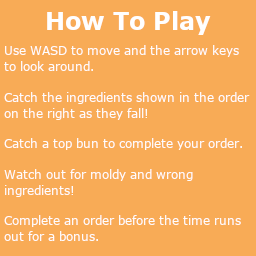 How To Play
Use WASD to move and the arrow keys
to look around.
Catch the ingredients shown in the order
on the right as they fall!
Catch a top bun to complete your order.
Watch out for moldy and wrong
ingredients!
Complete an order before the time runs
out for a bonus.